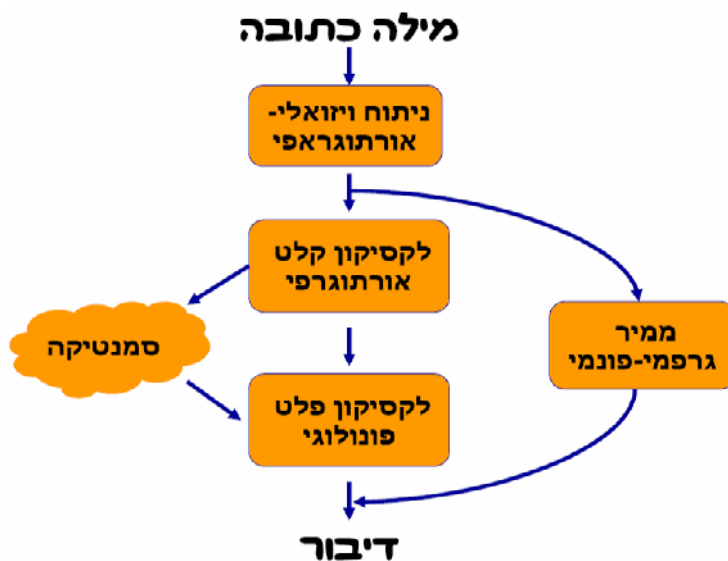 מילה כתובה
ניתוח ויזואלי-
אורתוגראפי
לקסיקון קלט
אורתוגרפי
סמנטיקה
ממיר
גרפמי-פונמי
לקסיקון פלט
פונולוגי
דיבור